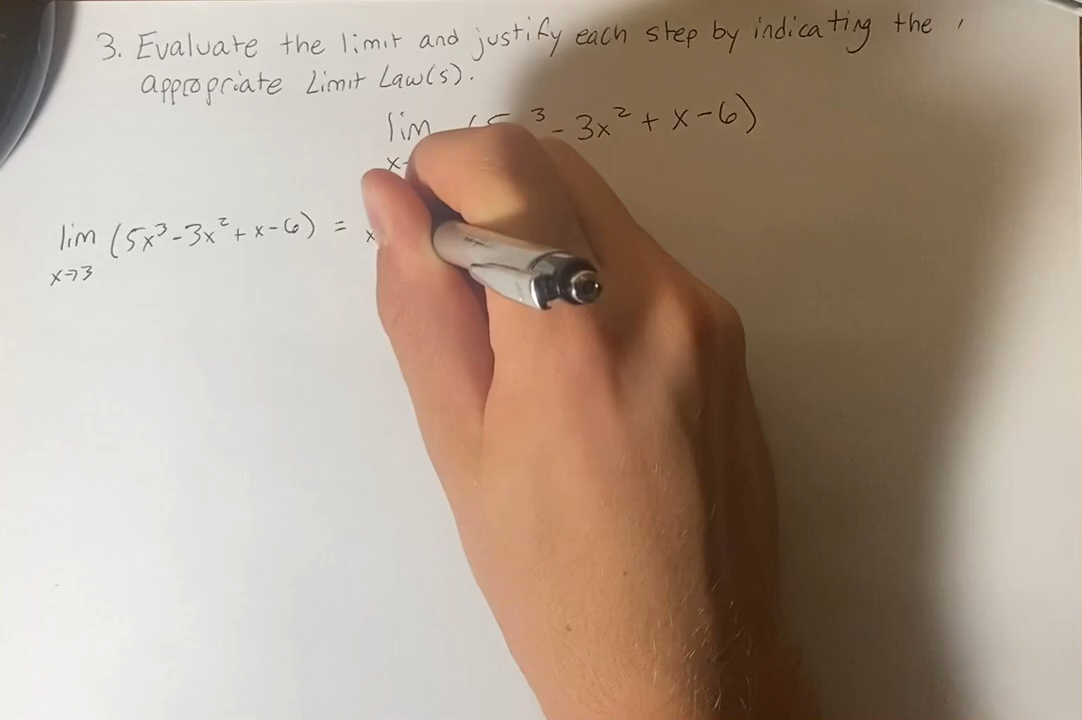 3. Evaluate the limit and justify each step by indicating the
appropriate Limit Law(s).
lim (5 ³ - 3x² + x - 6)
x-
lim (5x³ - 3x² + x - 6) =
x→3
x